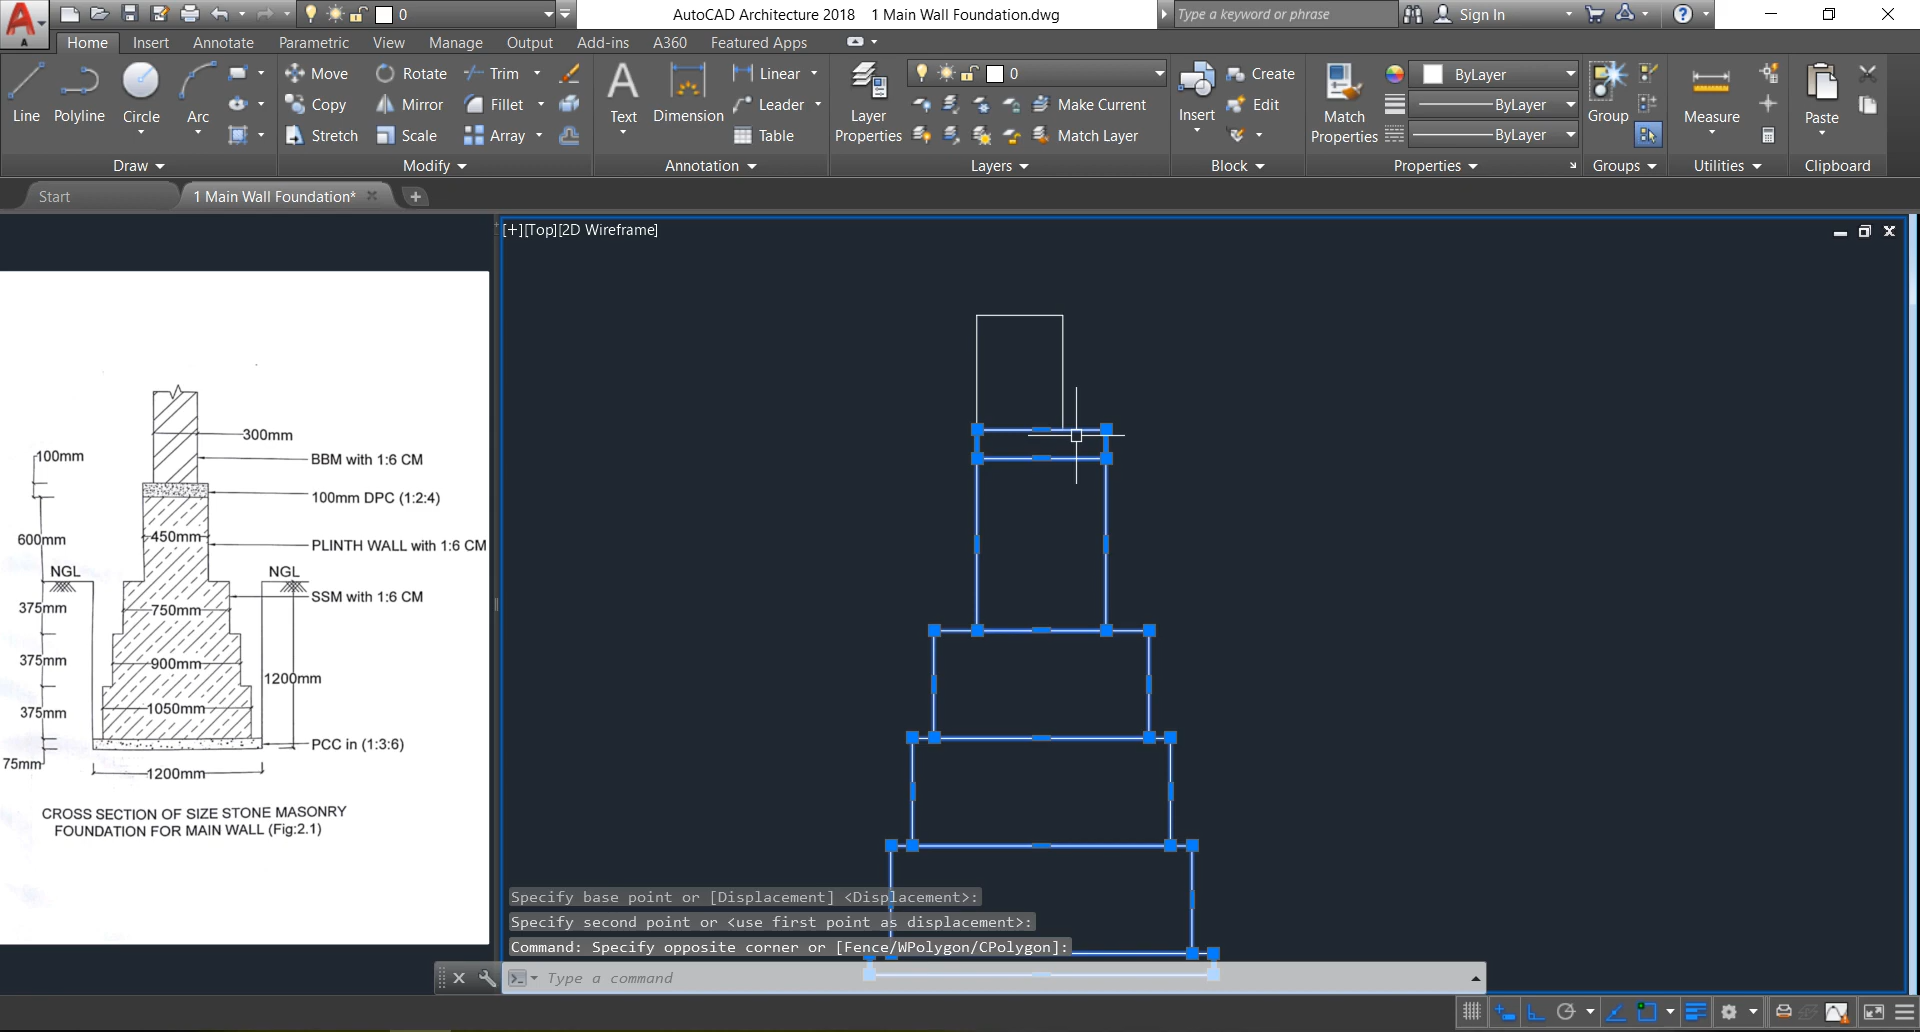 0 AutoCAD Architecture 2018 1 Main Wall Foundation.dwg Type a keyword or phrase Sign In
Home Insert Annotate Parametric View Manage Output Add-ins A360 Featured Apps
Move Rotate Trim Linear 0 Create ByLayer
Copy Mirror Fillet Leader Make Current Edit ByLayer
Stretch Scale Array Table Match Layer ByLayer
Line Polyline Circle Arc Text Dimension Layer Properties Insert Match Properties Group Measure Paste
Draw Modify Annotation Layers Block Properties Groups Utilities Clipboard
Start 1 Main Wall Foundation*
[+][Top][2D Wireframe]
300mm
100mm
BBM with 1:6 CM
100mm DPC (1:2:4)
600mm
450mm
PLINTH WALL with 1:6 CM
NGL NGL
SSM with 1:6 CM
375mm
750mm
375mm
900mm
1200mm
375mm
1050mm
PCC in (1:3:6)
75mm
1200mm
CROSS SECTION OF SIZE STONE MASONRY
FOUNDATION FOR MAIN WALL (Fig:2.1)
Specify base point or [Displacement] <Displacement>:
Specify second point or <use first point as displacement>:
Command: Specify opposite corner or [Fence/WPolygon/CPolygon]:
Type a command